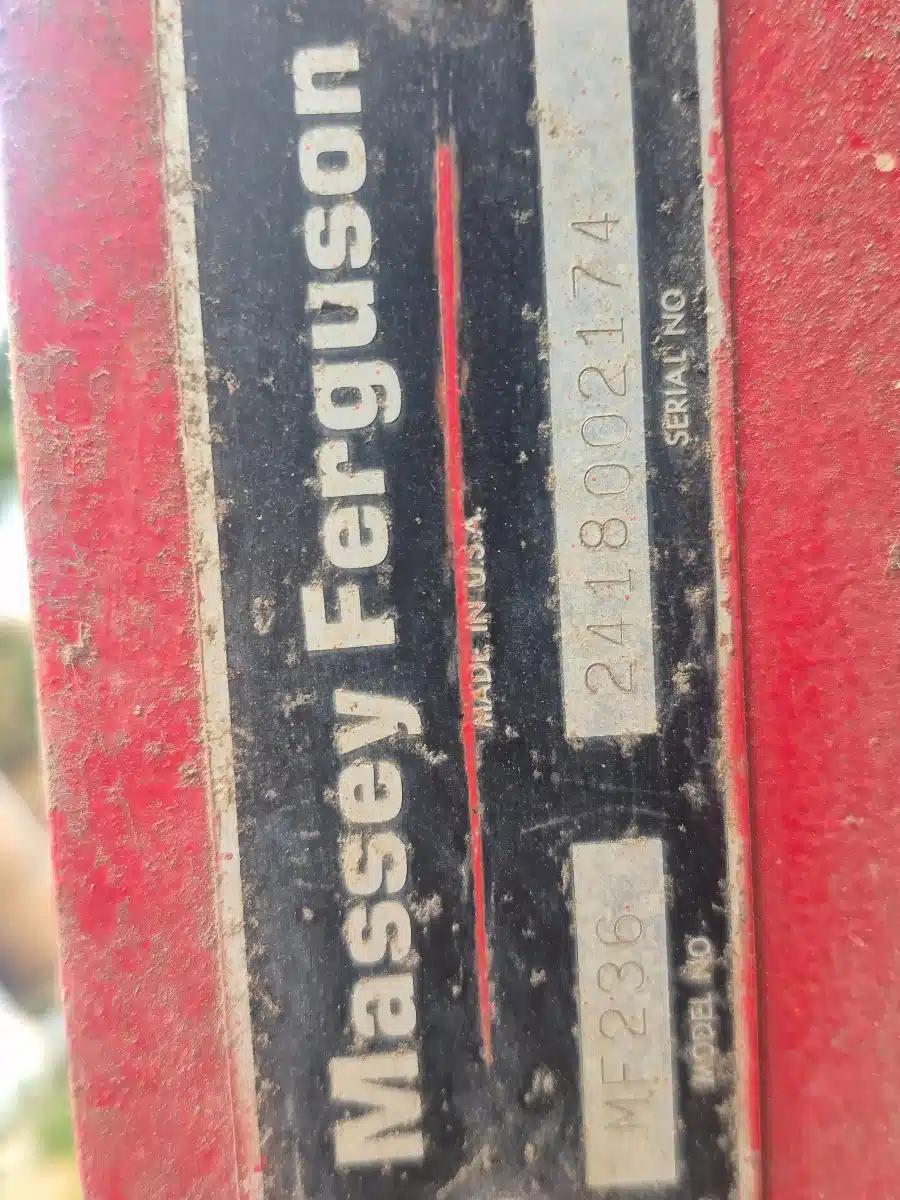 Massey Ferguson
MADE IN U.S.A.
MF236 2418002174
MODEL NO SERIAL NO